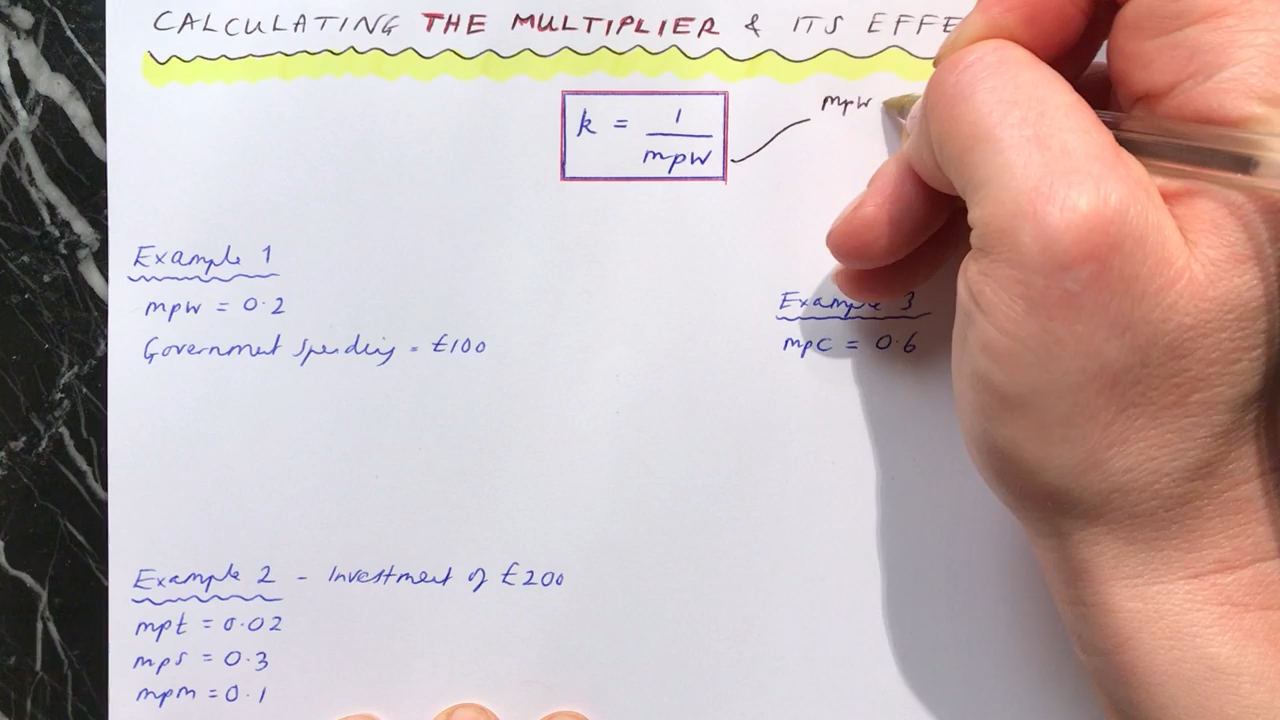 CALCULATING THE MULTIPLIER & ITS EFFE
k = 1
mpw
mpw
Example 1
mpw = 0.2
Government Spending = £100
Example 3
mpc = 0.6
Example 2 - Investment of £200
mpt = 0.02
mps = 0.3
mpm = 0.1